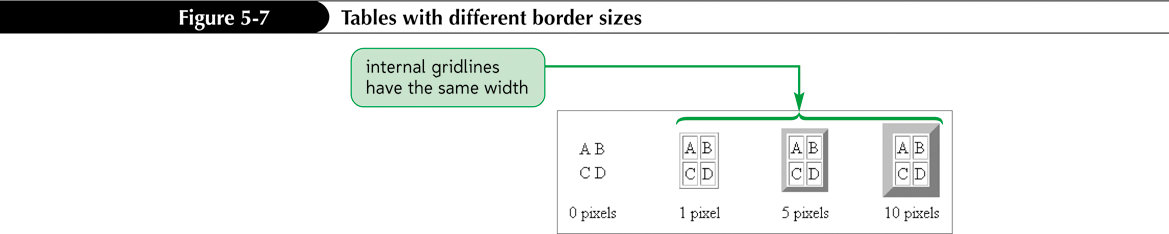 Figure 5-7 Tables with different border sizes
internal gridlines
have the same width
A B A B A B A B
C D C D C D C D
0 pixels 1 pixel 5 pixels 10 pixels